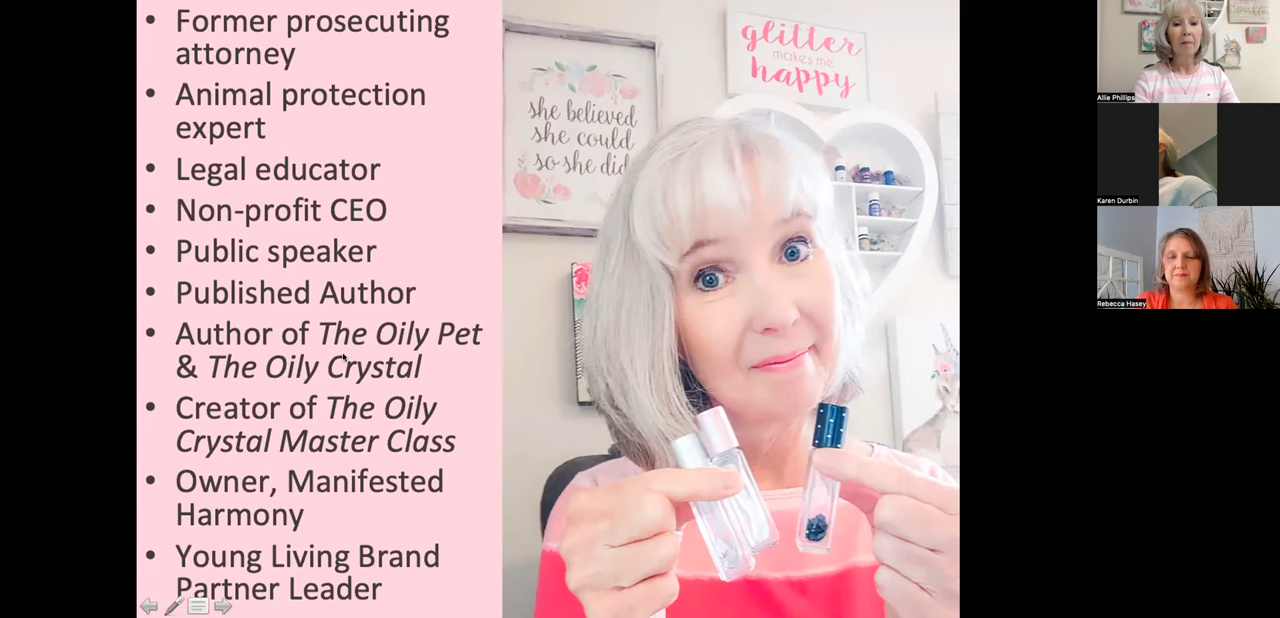 • Former prosecuting
attorney
• Animal protection
expert
• Legal educator
• Non-profit CEO
• Public speaker
• Published Author
• Author of The Oily Pet
& The Oily Crystal
• Creator of The Oily
Crystal Master Class
• Owner, Manifested
Harmony
• Young Living Brand
Partner Leader
she believed
she could
so she did
glitter
makes me
happy
Allie Phillips
Karen Durbin
Rebecca Hasey